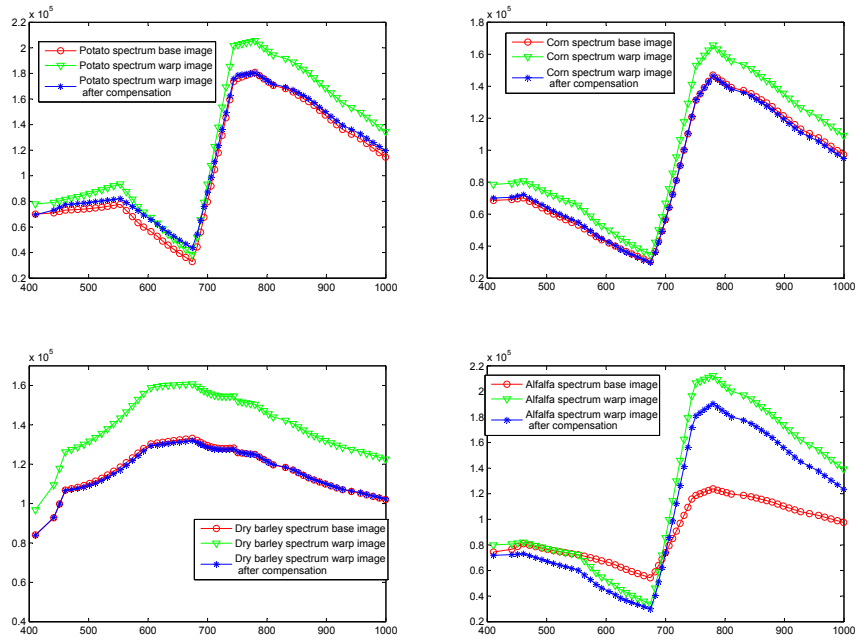 x 10^5
2.2
2
1.8
1.6
1.4
1.2
1
0.8
0.6
0.4
0.2
400 500 600 700 800 900 1000
Potato spectrum base image
Potato spectrum warp image
Potato spectrum warp image
after compensation
x 10^5
1.8
1.6
1.4
1.2
1
0.8
0.6
0.4
0.2
400 500 600 700 800 900 1000
Corn spectrum base image
Corn spectrum warp image
Corn spectrum warp image
after compensation
x 10^5
1.6
1.4
1.2
1
0.8
0.6
0.4
400 500 600 700 800 900 1000
Dry barley spectrum base image
Dry barley spectrum warp image
Dry barley spectrum warp image
after compensation
x 10^5
2.2
2
1.8
1.6
1.4
1.2
1
0.8
0.6
0.4
0.2
400 500 600 700 800 900 1000
Alfalfa spectrum base image
Alfalfa spectrum warp image
Alfalfa spectrum warp image
after compensation